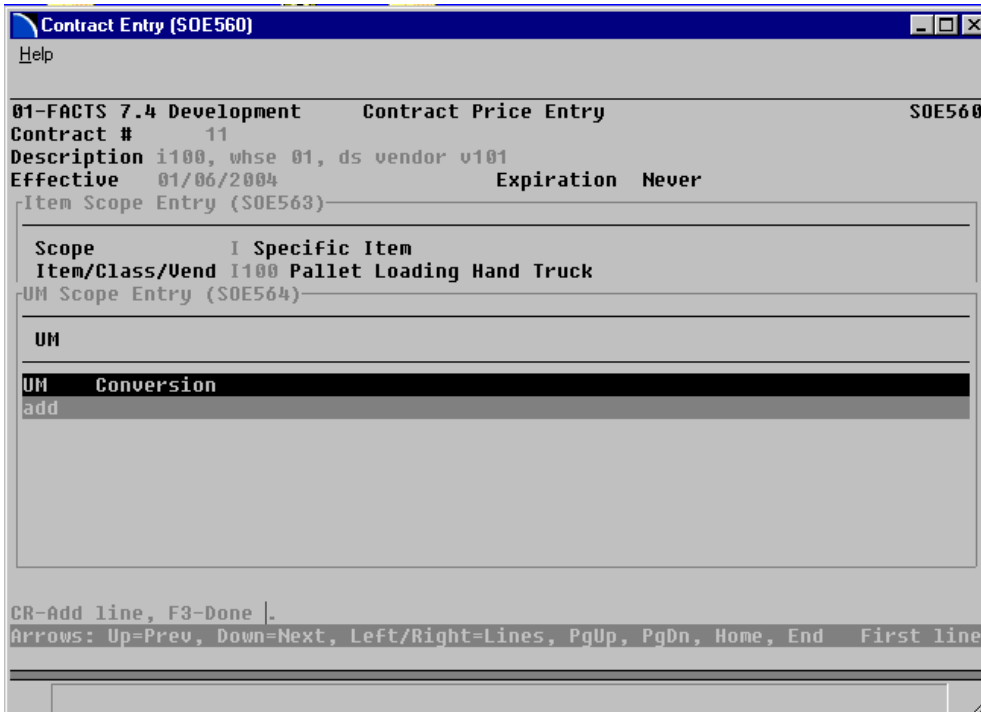 Contract Entry (SOE560)
Help
01-FACTS 7.4 Development Contract Price Entry SOE560
Contract # 11
Description i100, whse 01, ds vendor v101
Effective 01/06/2004 Expiration Never
Item Scope Entry (SOE563)
Scope I Specific Item
Item/Class/Vend I100 Pallet Loading Hand Truck
UM Scope Entry (SOE564)
UM
UM Conversion
add
CR-Add line, F3-Done .
Arrows: Up=Prev, Down=Next, Left/Right=Lines, PgUp, PgDn, Home, End First line